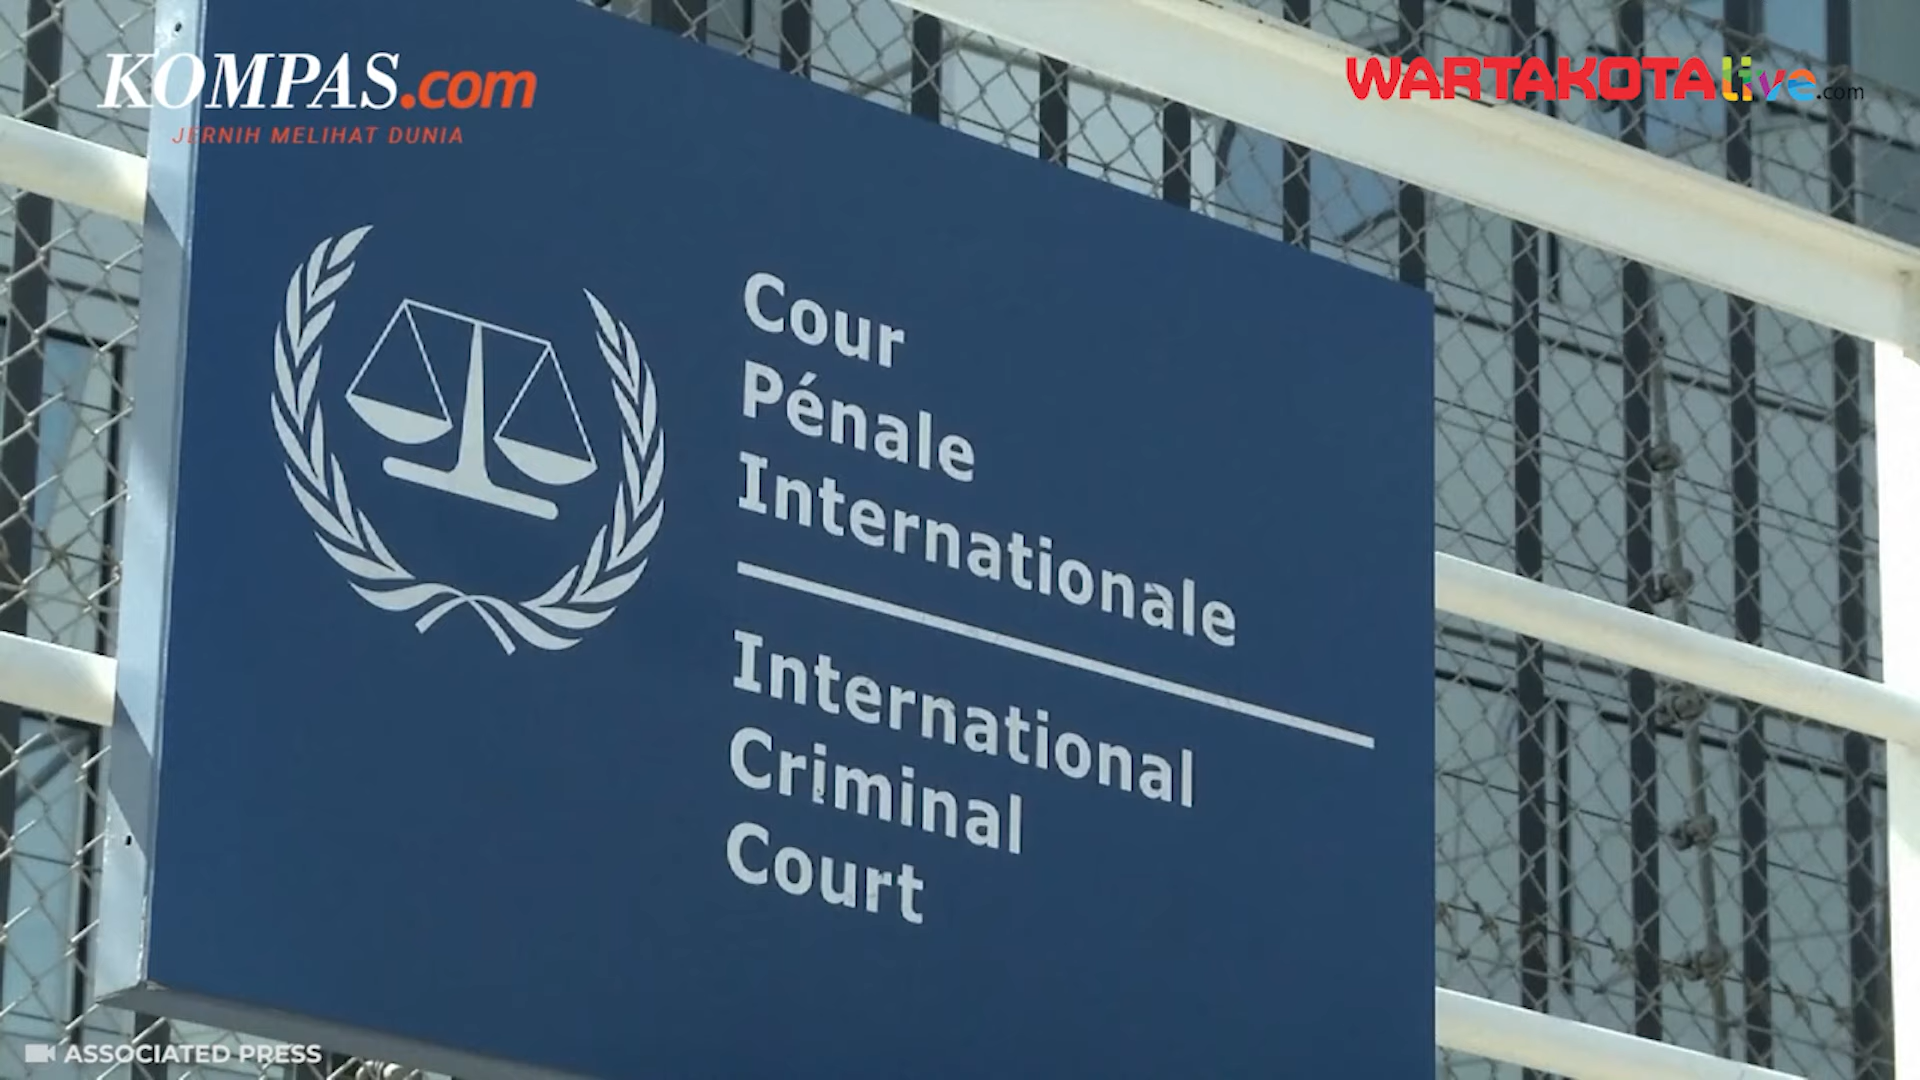 KOMPAS.com
JERNIH MELIHAT DUNIA
WARTAKOTAlive.com
Cour
Pénale
Internationale
International
Criminal
Court
ASSOCIATED PRESS